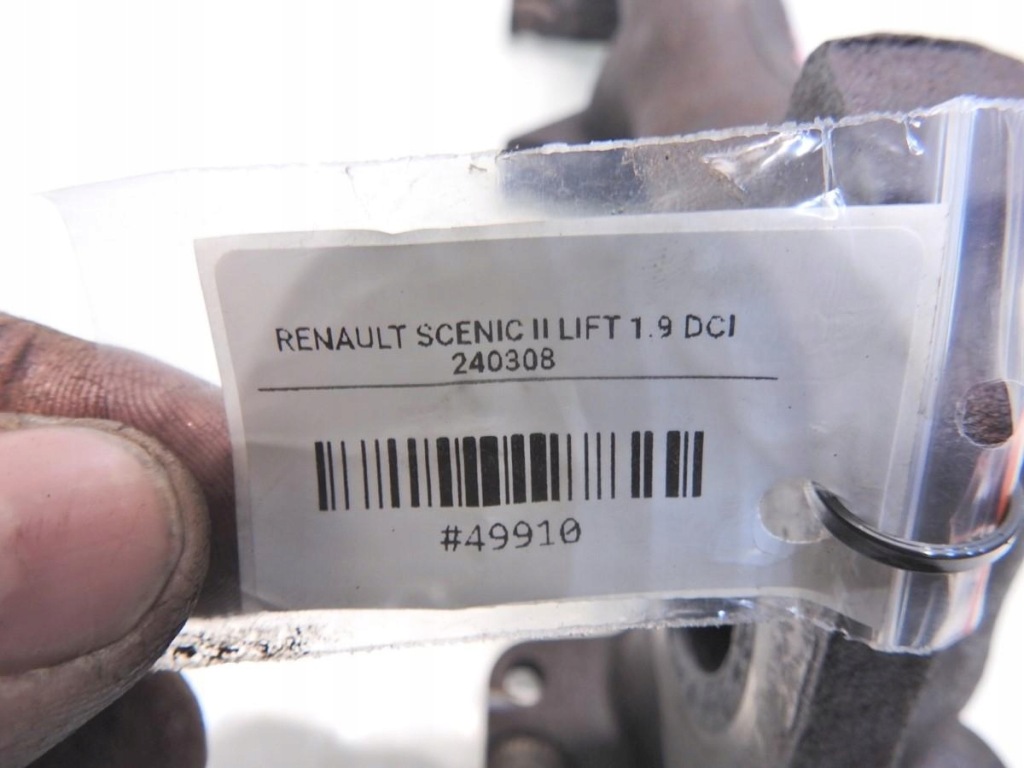 RENAULT SCENIC II LIFT 1.9 DCI
240308
#49910